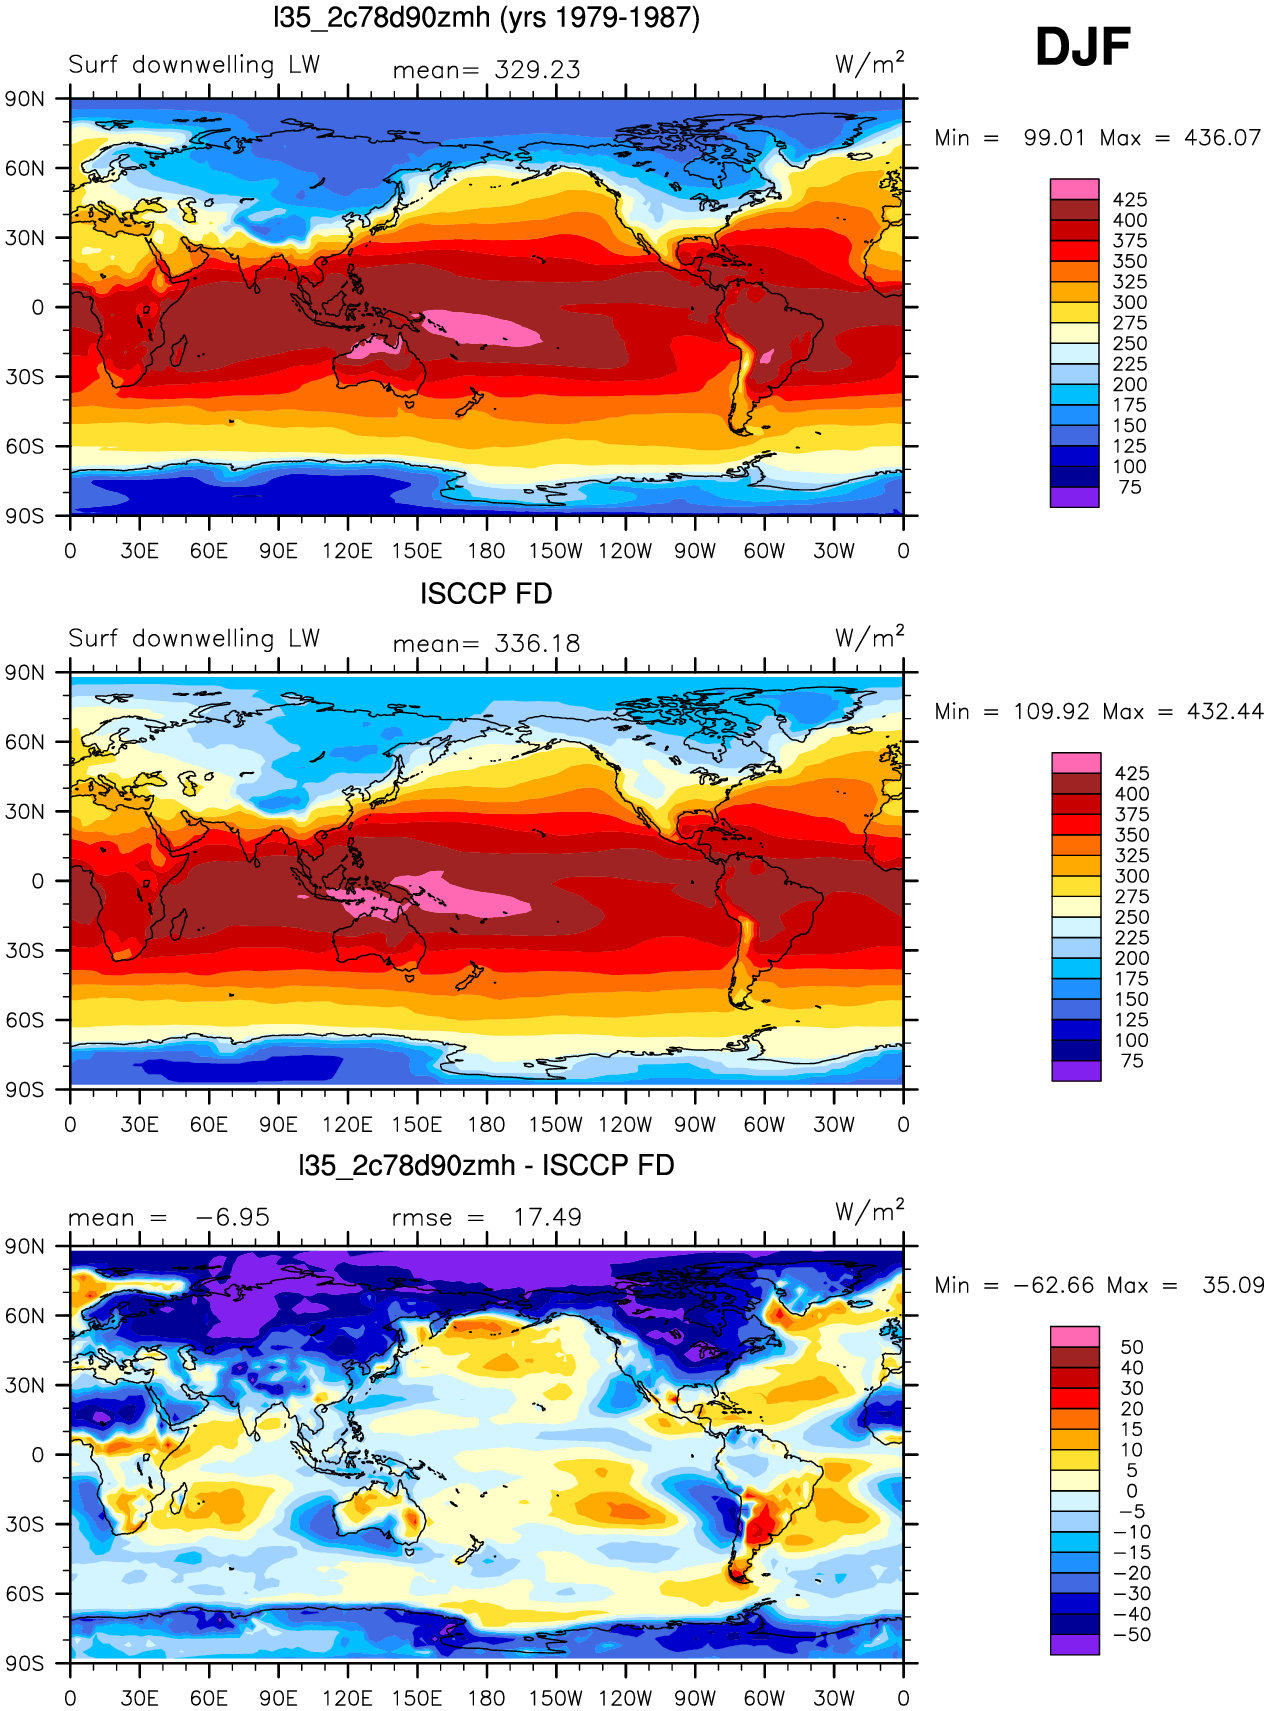 l35_2c78d90zmh (yrs 1979-1987)
DJF
Surf downwelling LW mean= 329.23 W/m²
Min = 99.01 Max = 436.07
90N
60N
30N
0
30S
60S
90S
0 30E 60E 90E 120E 150E 180 150W 120W 90W 60W 30W 0
425
400
375
350
325
300
275
250
225
200
175
150
125
100
75
ISCCP FD
Surf downwelling LW mean= 336.18 W/m²
Min = 109.92 Max = 432.44
90N
60N
30N
0
30S
60S
90S
0 30E 60E 90E 120E 150E 180 150W 120W 90W 60W 30W 0
425
400
375
350
325
300
275
250
225
200
175
150
125
100
75
l35_2c78d90zmh - ISCCP FD
mean = -6.95 rmse = 17.49 W/m²
Min = -62.66 Max = 35.09
90N
60N
30N
0
30S
60S
90S
0 30E 60E 90E 120E 150E 180 150W 120W 90W 60W 30W 0
50
40
30
20
15
10
5
0
-5
-10
-15
-20
-30
-40
-50